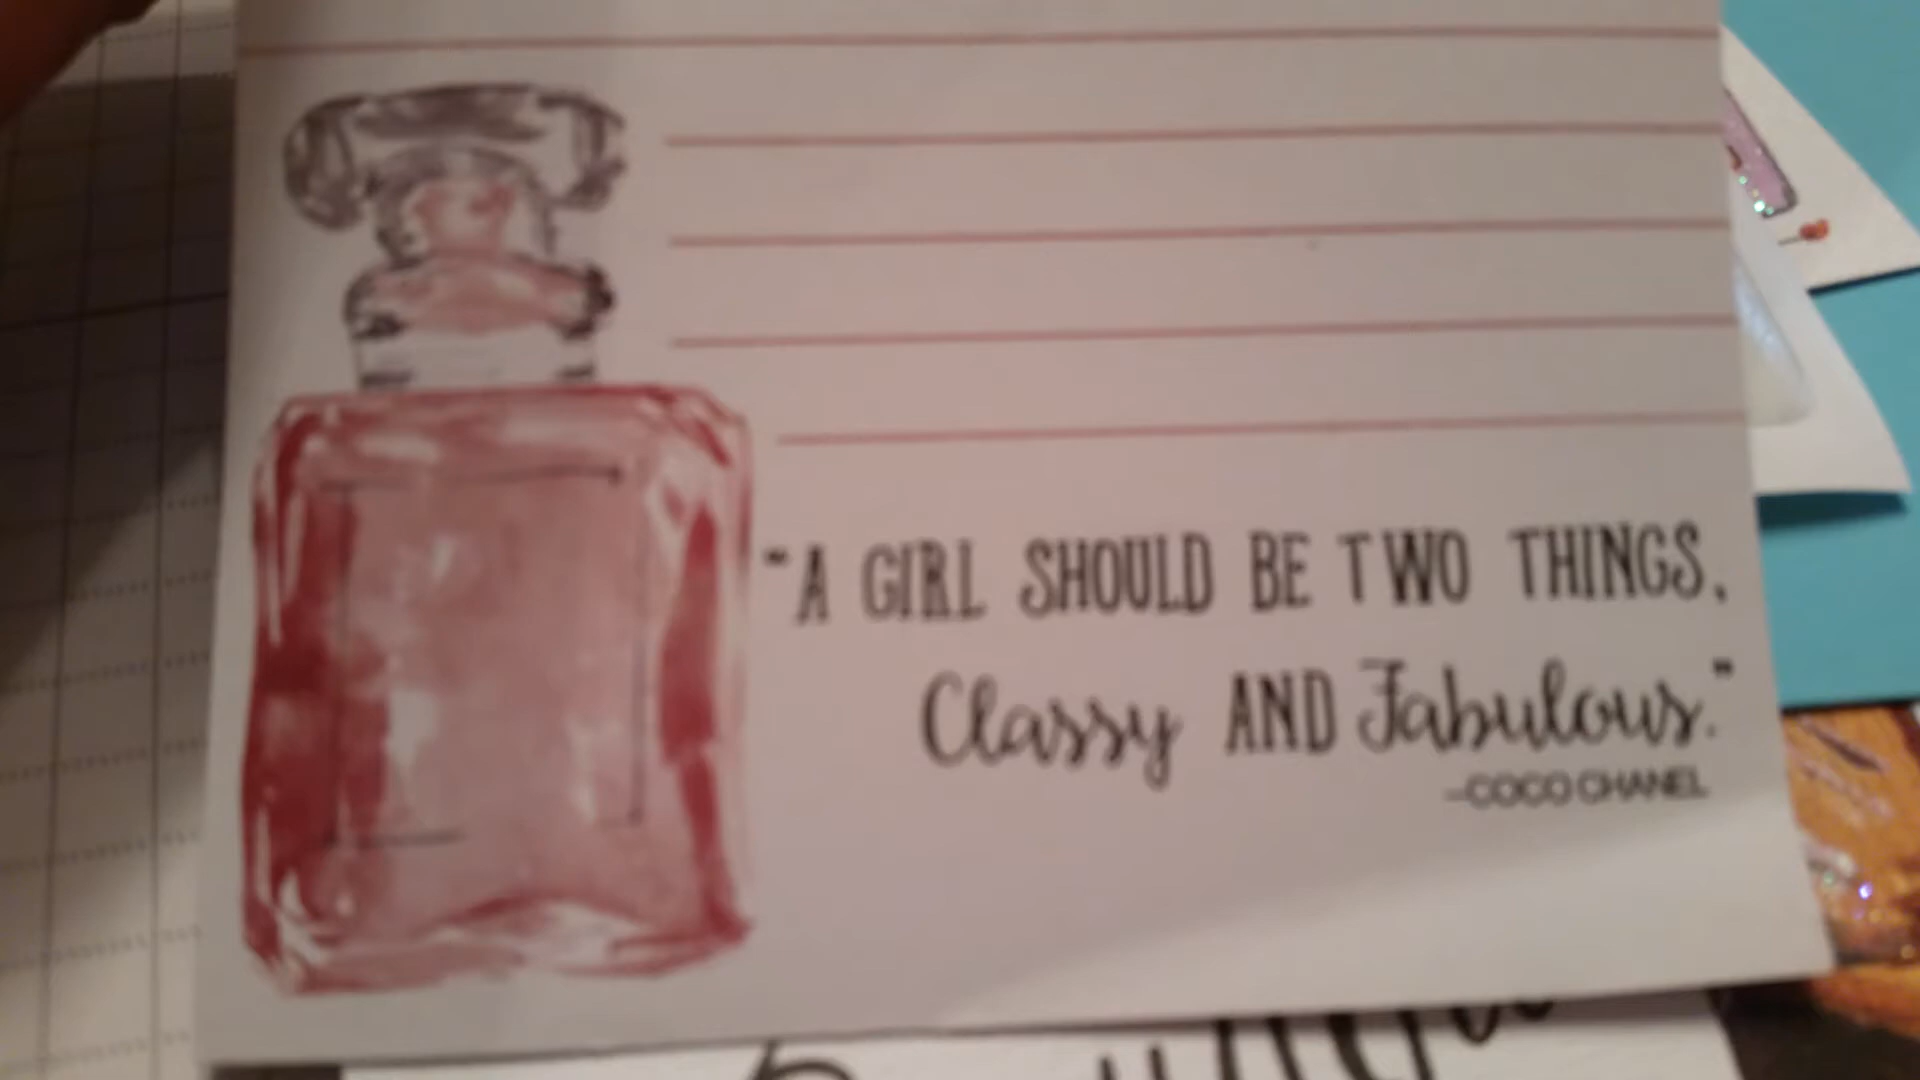 "A GIRL SHOULD BE TWO THINGS,
Classy AND Fabulous."
-COCO CHANEL